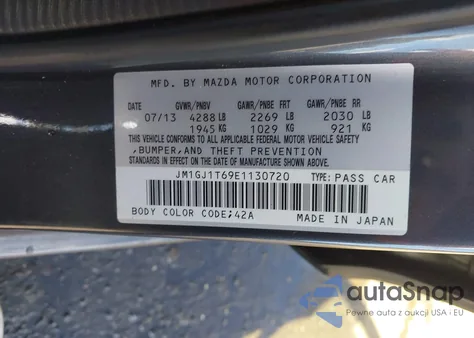 MFD. BY MAZDA MOTOR CORPORATION
GVWR/PNBV GAWR/PNBE FRT GAWR/PNBE RR
07/13 4288 LB 2269 LB 2030 LB
1945 KG 1029 KG 921 KG
THIS VEHICLE CONFORMS TO ALL APPLICABLE FEDERAL MOTOR VEHICLE SAFETY
,BUMPER,AND THEFT PREVENTION
STANDARDS IN EFFECT ON THE DATE OF MANUFACTURE SHOWN ABOVE.
JM1GJ1T69E1130720 TYPE: PASS CAR
BODY COLOR CODE:42A MADE IN JAPAN
autoSnap
Pewne auta z aukcji USA - EU